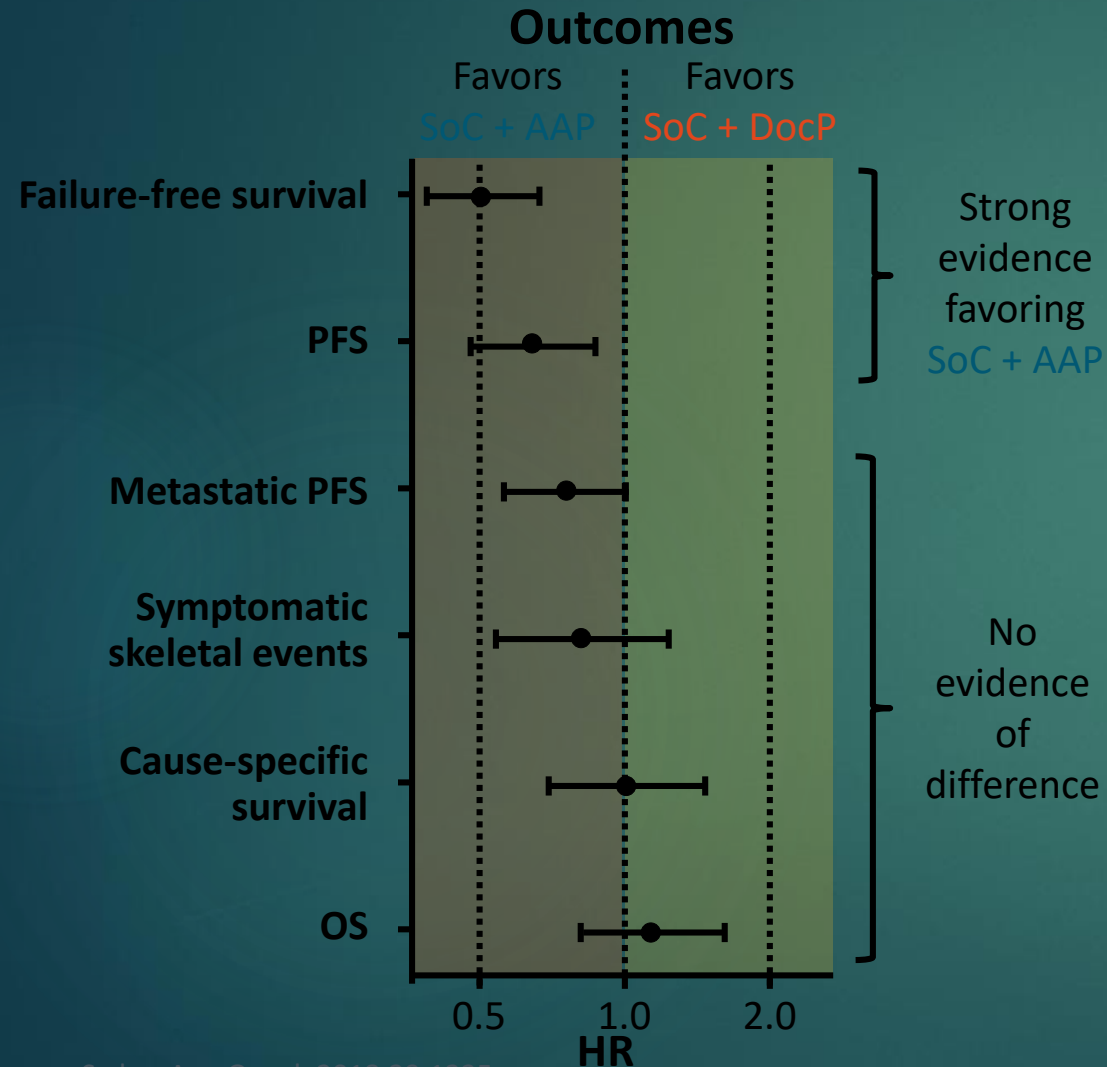 Outcomes
Favors
SoC + AAP
Favors
SoC + DocP
Failure-free survival
PFS
Metastatic PFS
Symptomatic
skeletal events
Cause-specific
survival
OS
Strong
evidence
favoring
SoC + AAP
No
evidence
of
difference
0.5
1.0
2.0
HR